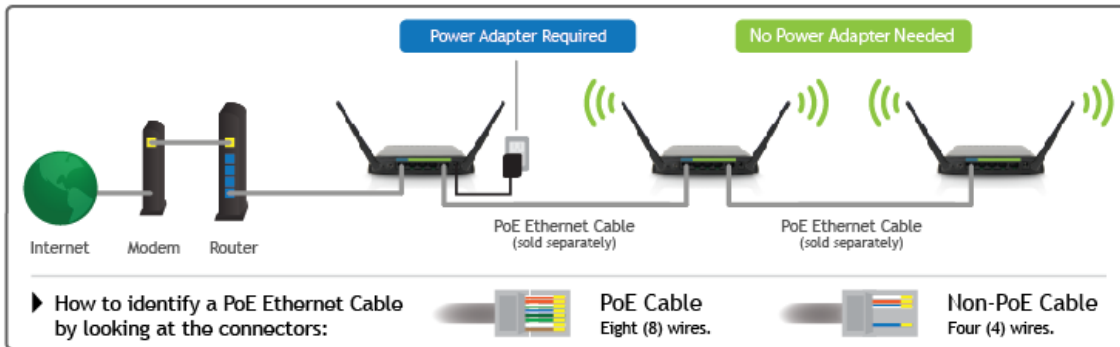 Power Adapter Required
No Power Adapter Needed
Internet
Modem
Router
PoE Ethernet Cable
(sold separately)
PoE Ethernet Cable
(sold separately)
How to identify a PoE Ethernet Cable
by looking at the connectors:
PoE Cable
Eight (8) wires.
Non-PoE Cable
Four (4) wires.